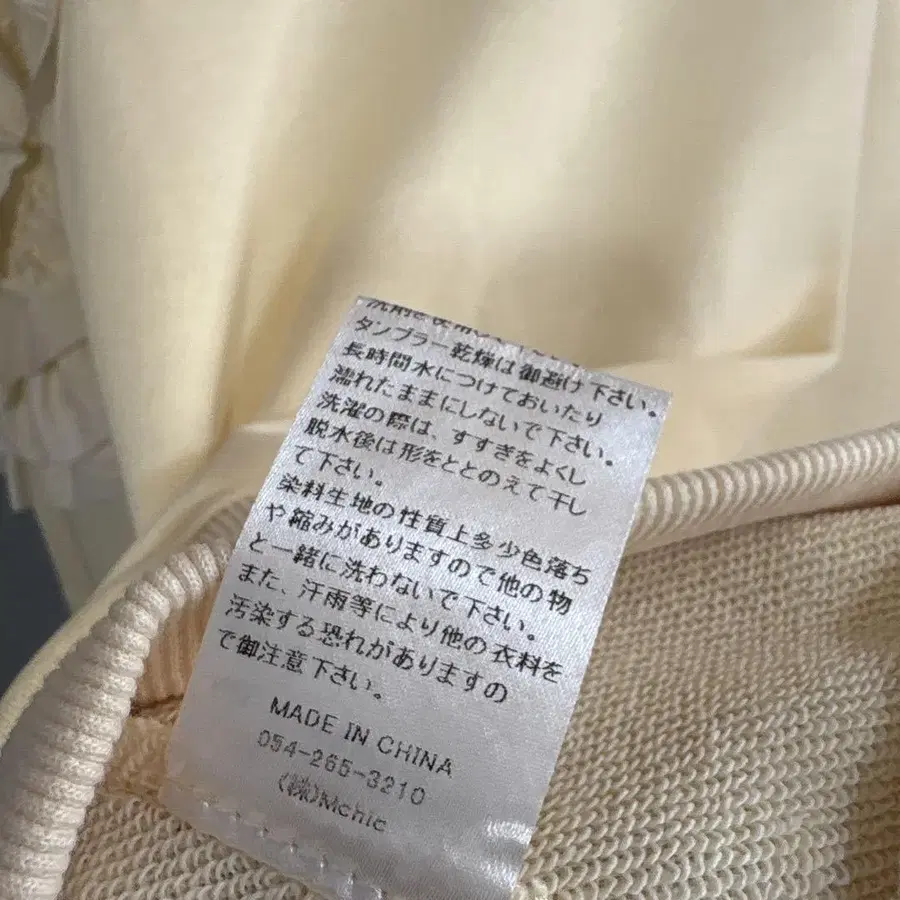 タンブラー乾燥は御避け下さい。
長時間水につけておいたり
濡れたままにしないで下さい。
洗濯の際は、すすぎをよくし
脱水後は形をととのえて干し
て下さい。
染料生地の性質上多少色落ち
や縮みがありますので他の物
と一緒に洗わないで下さい。
また、汗雨等により他の衣料を
汚染する恐れがありますの
で御注意下さい。
MADE IN CHINA
054-265-3210
(株)Mchic